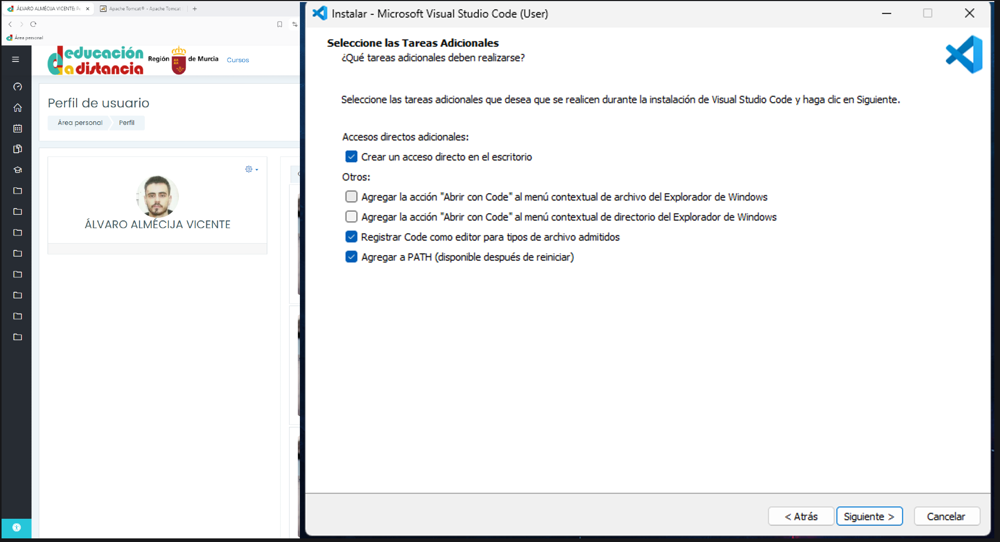 ÁLVARO ALMÉCIJA VICENTE: Pe
Apache Tomcat® - Apache Tomcat
Área personal
educación
a distancia
Región de Murcia
Cursos
Perfil de usuario
Área personal
Perfil
ÁLVARO ALMÉCIJA VICENTE
Instalar - Microsoft Visual Studio Code (User)
Seleccione las Tareas Adicionales
¿Qué tareas adicionales deben realizarse?
Seleccione las tareas adicionales que desea que se realicen durante la instalación de Visual Studio Code y haga clic en Siguiente.
Accesos directos adicionales:
Crear un acceso directo en el escritorio
Otros:
Agregar la acción "Abrir con Code" al menú contextual de archivo del Explorador de Windows
Agregar la acción "Abrir con Code" al menú contextual de directorio del Explorador de Windows
Registrar Code como editor para tipos de archivo admitidos
Agregar a PATH (disponible después de reiniciar)
< Atrás
Siguiente >
Cancelar